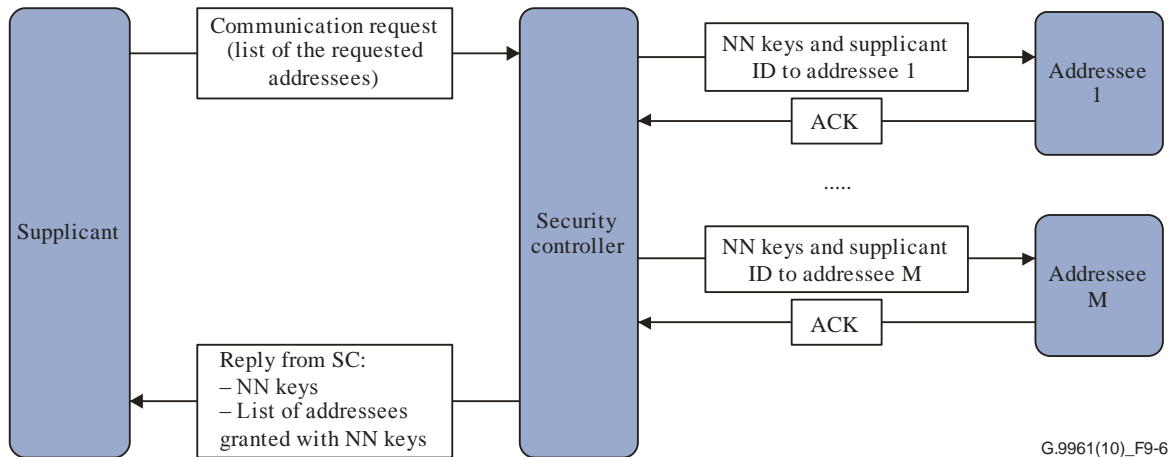 Supplicant
Communication request
(list of the requested
addressees)
Security
controller
NN keys and supplicant
ID to addressee 1
ACK
Addressee
1
.....
NN keys and supplicant
ID to addressee M
ACK
Addressee
M
Reply from SC:
– NN keys
– List of addressees
granted with NN keys
G.9961(10)_F9-6